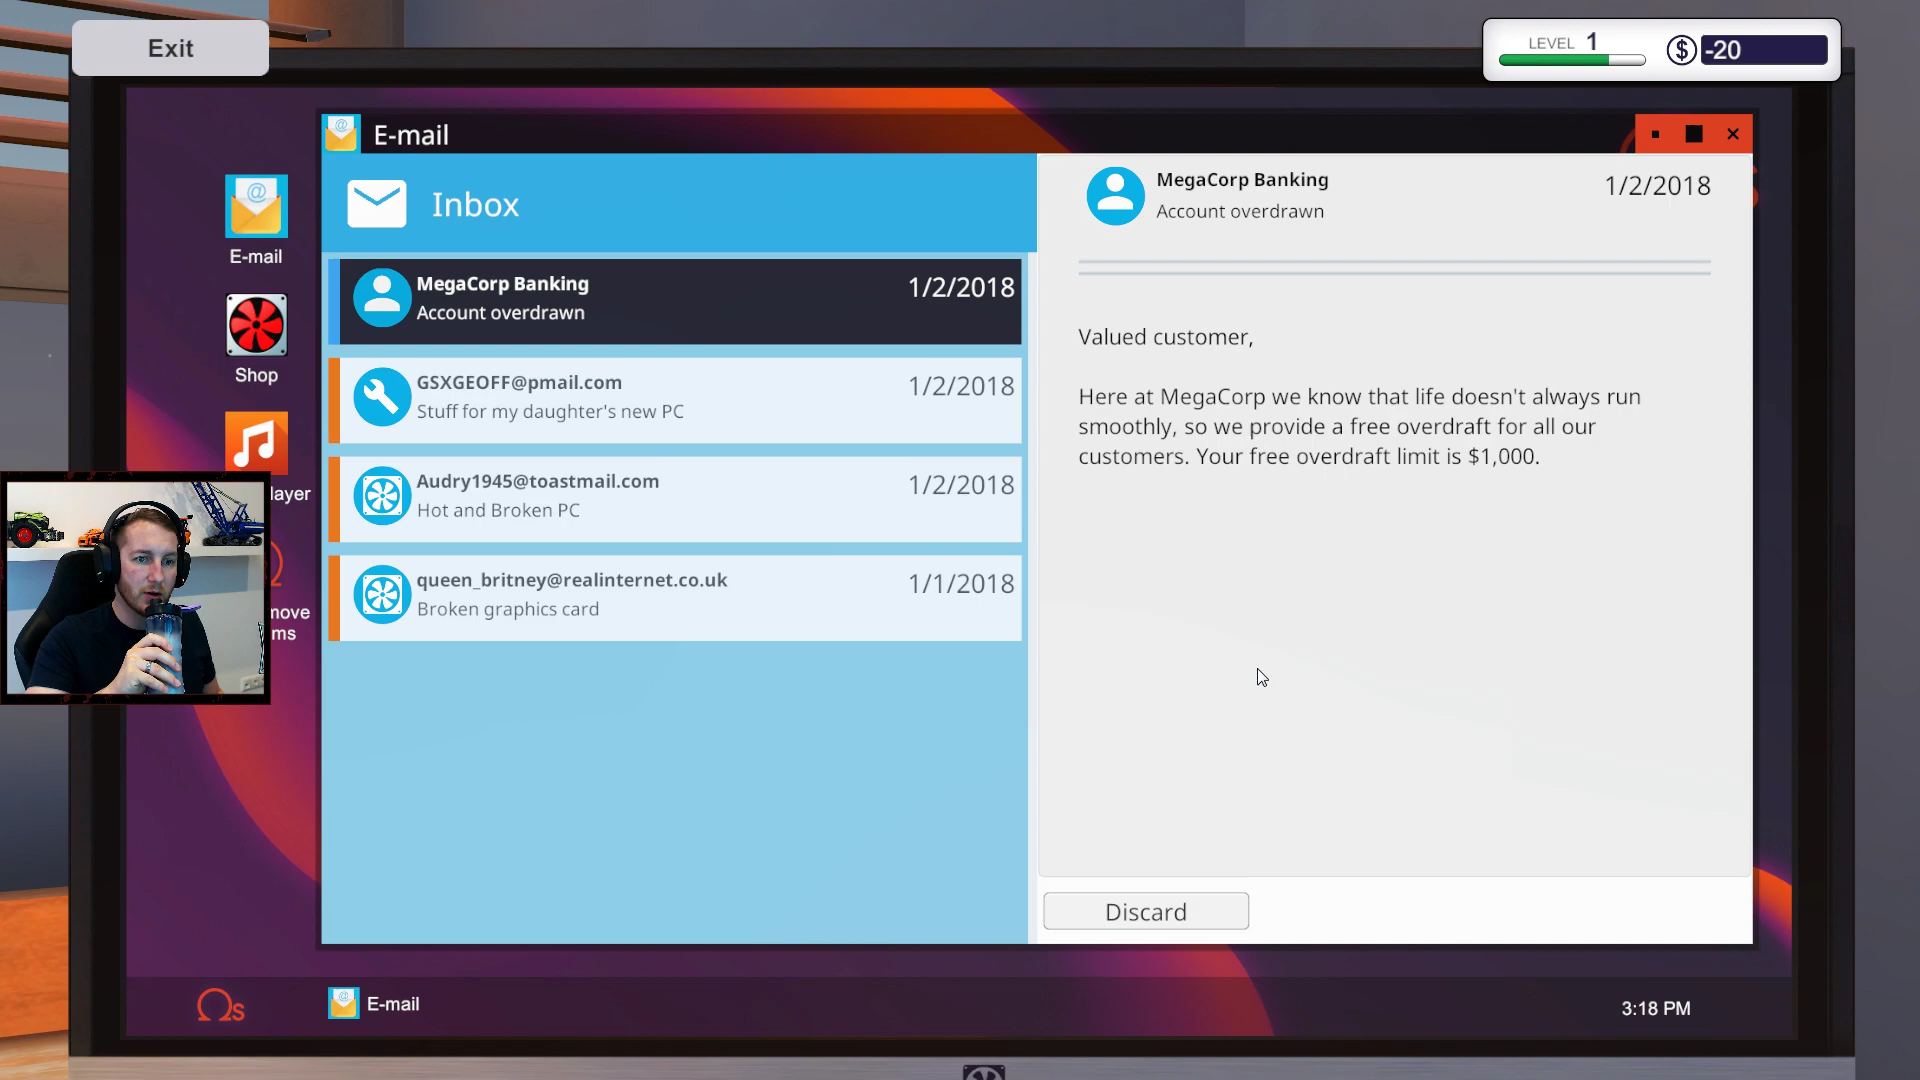 Exit
LEVEL 1
$ -20
E-mail
Inbox
MegaCorp Banking
Account overdrawn
1/2/2018
GSXGEOFF@pmail.com
Stuff for my daughter's new PC
1/2/2018
Audry1945@toastmail.com
Hot and Broken PC
1/2/2018
queen_britney@realinternet.co.uk
Broken graphics card
1/1/2018
MegaCorp Banking
Account overdrawn
1/2/2018
Valued customer,
Here at MegaCorp we know that life doesn't always run
smoothly, so we provide a free overdraft for all our
customers. Your free overdraft limit is $1,000.
Discard
E-mail
Shop
layer
move
ms
Ωs
E-mail
3:18 PM